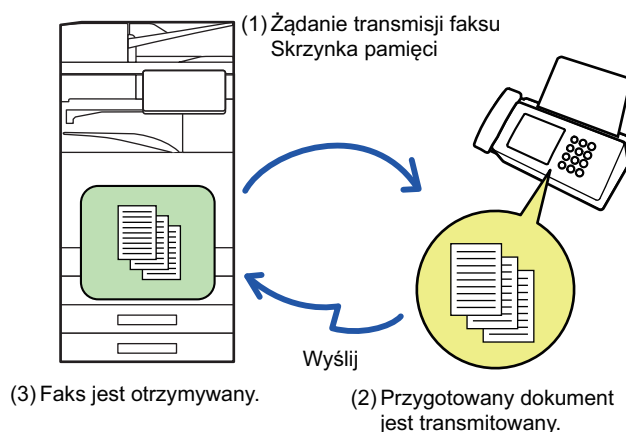 (1) Żądanie transmisji faksu
Skrzynka pamięci
Wyślij
(3) Faks jest otrzymywany.
(2) Przygotowany dokument
jest transmitowany.